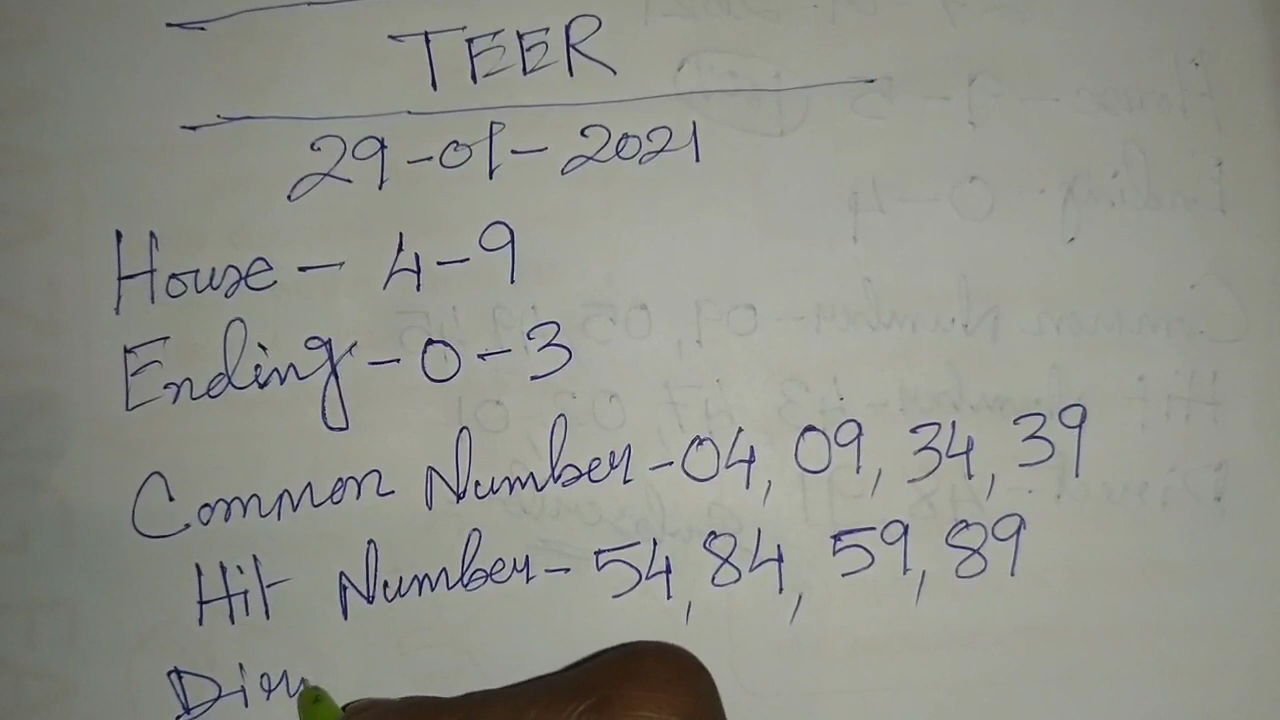 TEER
29-01-2021
House - 4-9
Ending - 0-3
Common Number - 04, 09, 34, 39
Hit Number - 54, 84, 59, 89